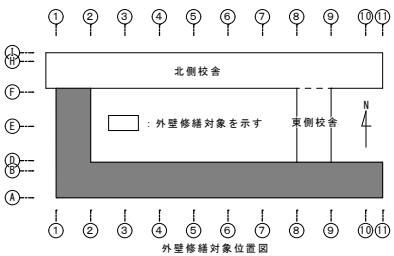 ① ② ③ ④ ⑤ ⑥ ⑦ ⑧ ⑨ ⑩ ⑪
Ⓘ
Ⓗ
北側校舎
Ⓕ
N
Ⓔ
：外壁修繕対象を示す
東側校舎
Ⓓ
Ⓑ
Ⓐ
① ② ③ ④ ⑤ ⑥ ⑦ ⑧ ⑨ ⑩ ⑪
外壁修繕対象位置図